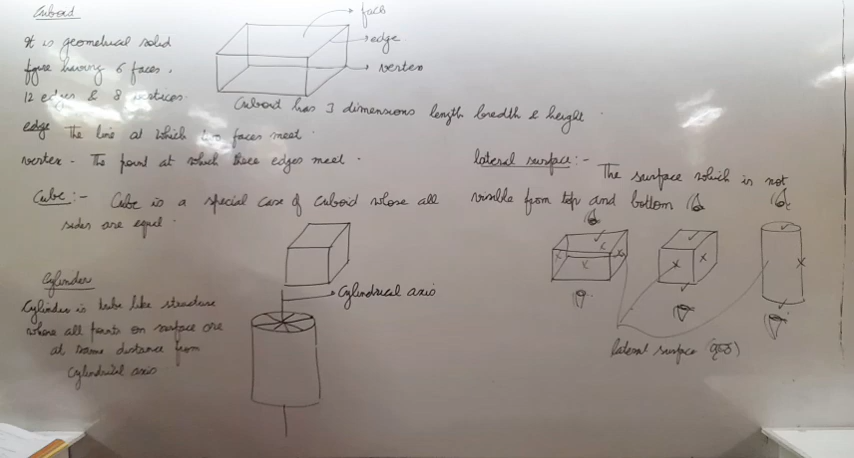 Cuboid
It is geometrical solid
figure having 6 faces,
12 edges & 8 vertices.
face
edge
vertex
Cuboid has 3 dimensions length breadth & height.
edge The line at which two faces meet.
vertex - The point at which three edges meet.
Cube :- Cube is a special case of cuboid whose all
sides are equal.
Cylinder
Cylinder is tube like structure
where all points on surface are
at same distance from
cylindrical axis
Cylindrical axis
lateral surface :- The surface which is not
visible from top and bottom
lateral surface